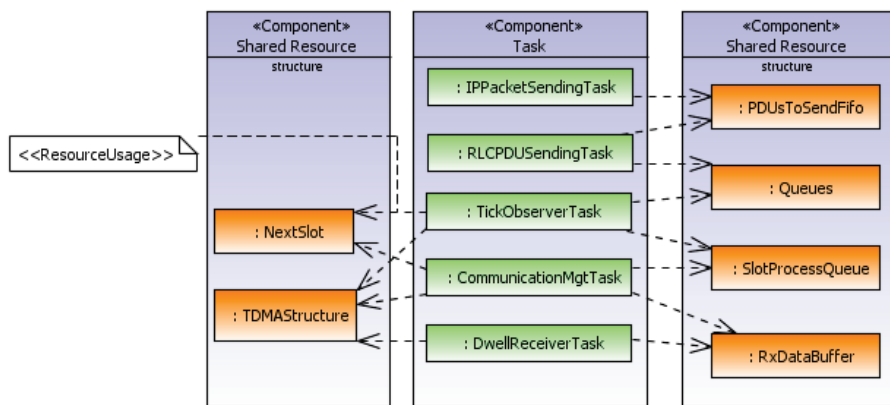 «Component»
Shared Resource
structure
: NextSlot
: TDMAStructure
<<ResourceUsage>>
«Component»
Task
: IPPacketSendingTask
: RLCPDUSendingTask
: TickObserverTask
: CommunicationMgtTask
: DwellReceiverTask
«Component»
Shared Resource
structure
: PDUsToSendFifo
: Queues
: SlotProcessQueue
: RxDataBuffer